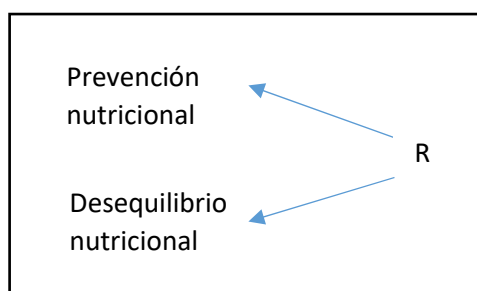 Prevención
nutricional
R
Desequilibrio
nutricional